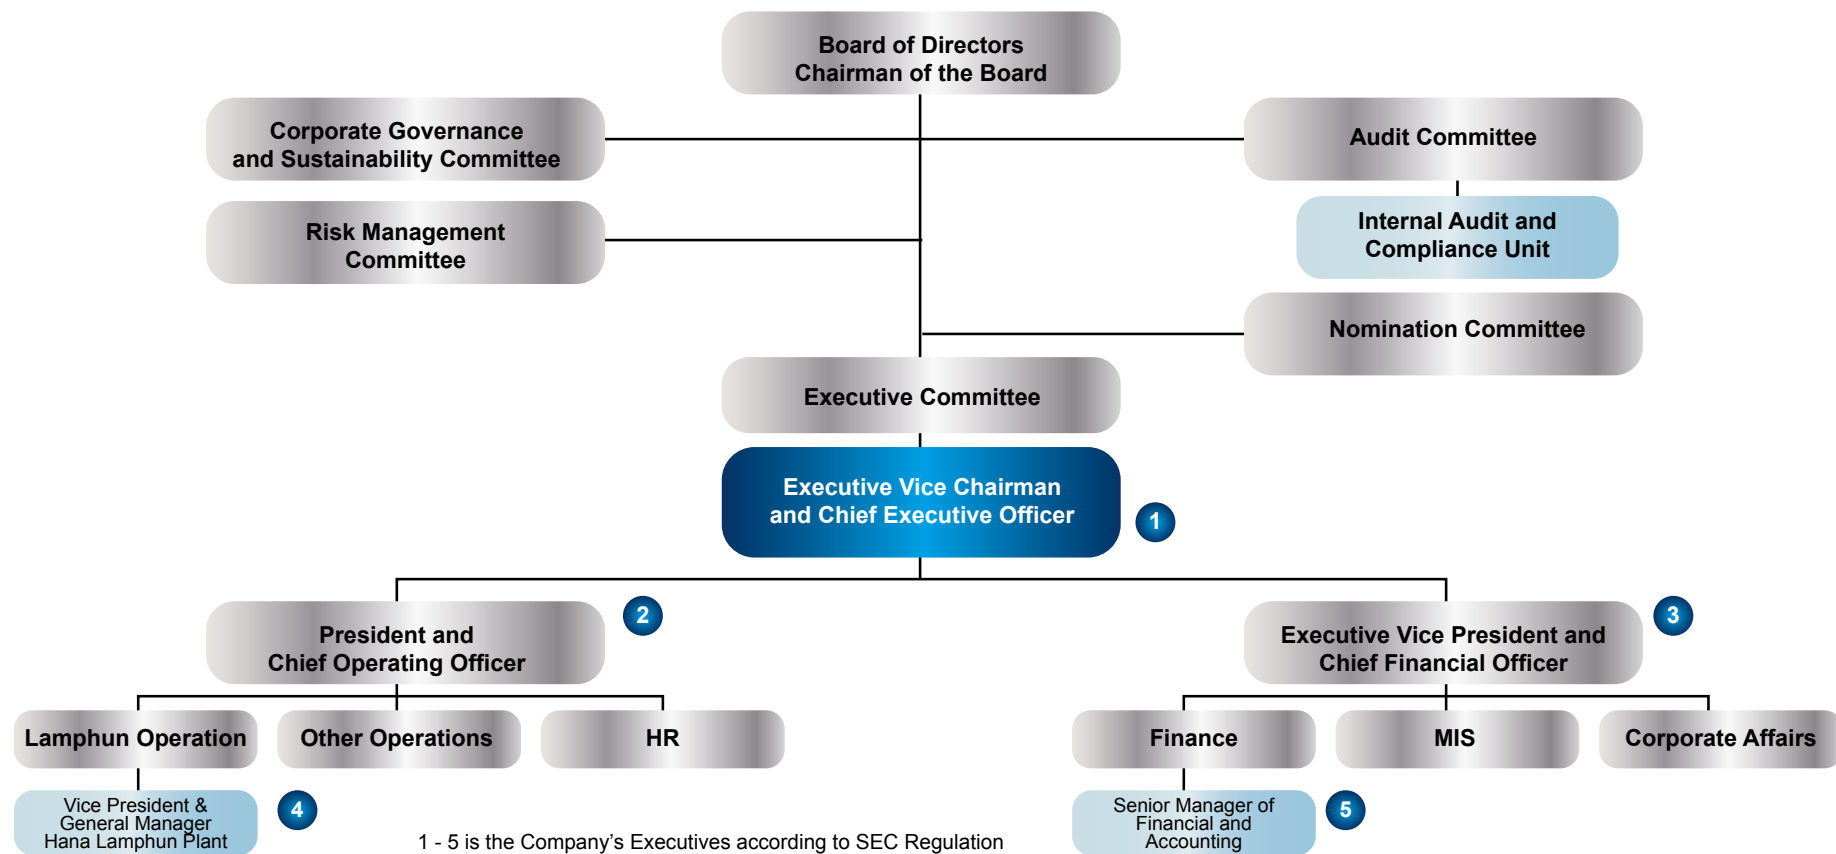 Board of Directors
Chairman of the Board
Corporate Governance
and Sustainability Committee
Audit Committee
Risk Management
Committee
Internal Audit and
Compliance Unit
Nomination Committee
Executive Committee
Executive Vice Chairman
and Chief Executive Officer
1
President and
Chief Operating Officer
2
Executive Vice President and
Chief Financial Officer
3
Lamphun Operation
Other Operations
HR
Finance
MIS
Corporate Affairs
Vice President &
General Manager
Hana Lamphun Plant
4
Senior Manager of
Financial and
Accounting
5
1 - 5 is the Company's Executives according to SEC Regulation